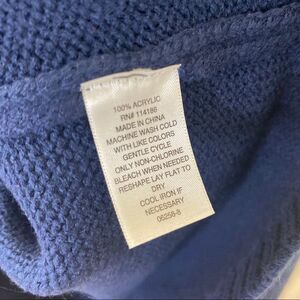 100% ACRYLIC
RN# 114186
MADE IN CHINA
MACHINE WASH COLD
WITH LIKE COLORS
GENTLE CYCLE
ONLY NON-CHLORINE
BLEACH WHEN NEEDED
RESHAPE LAY FLAT TO
DRY
COOL IRON IF
NECESSARY
06258-8